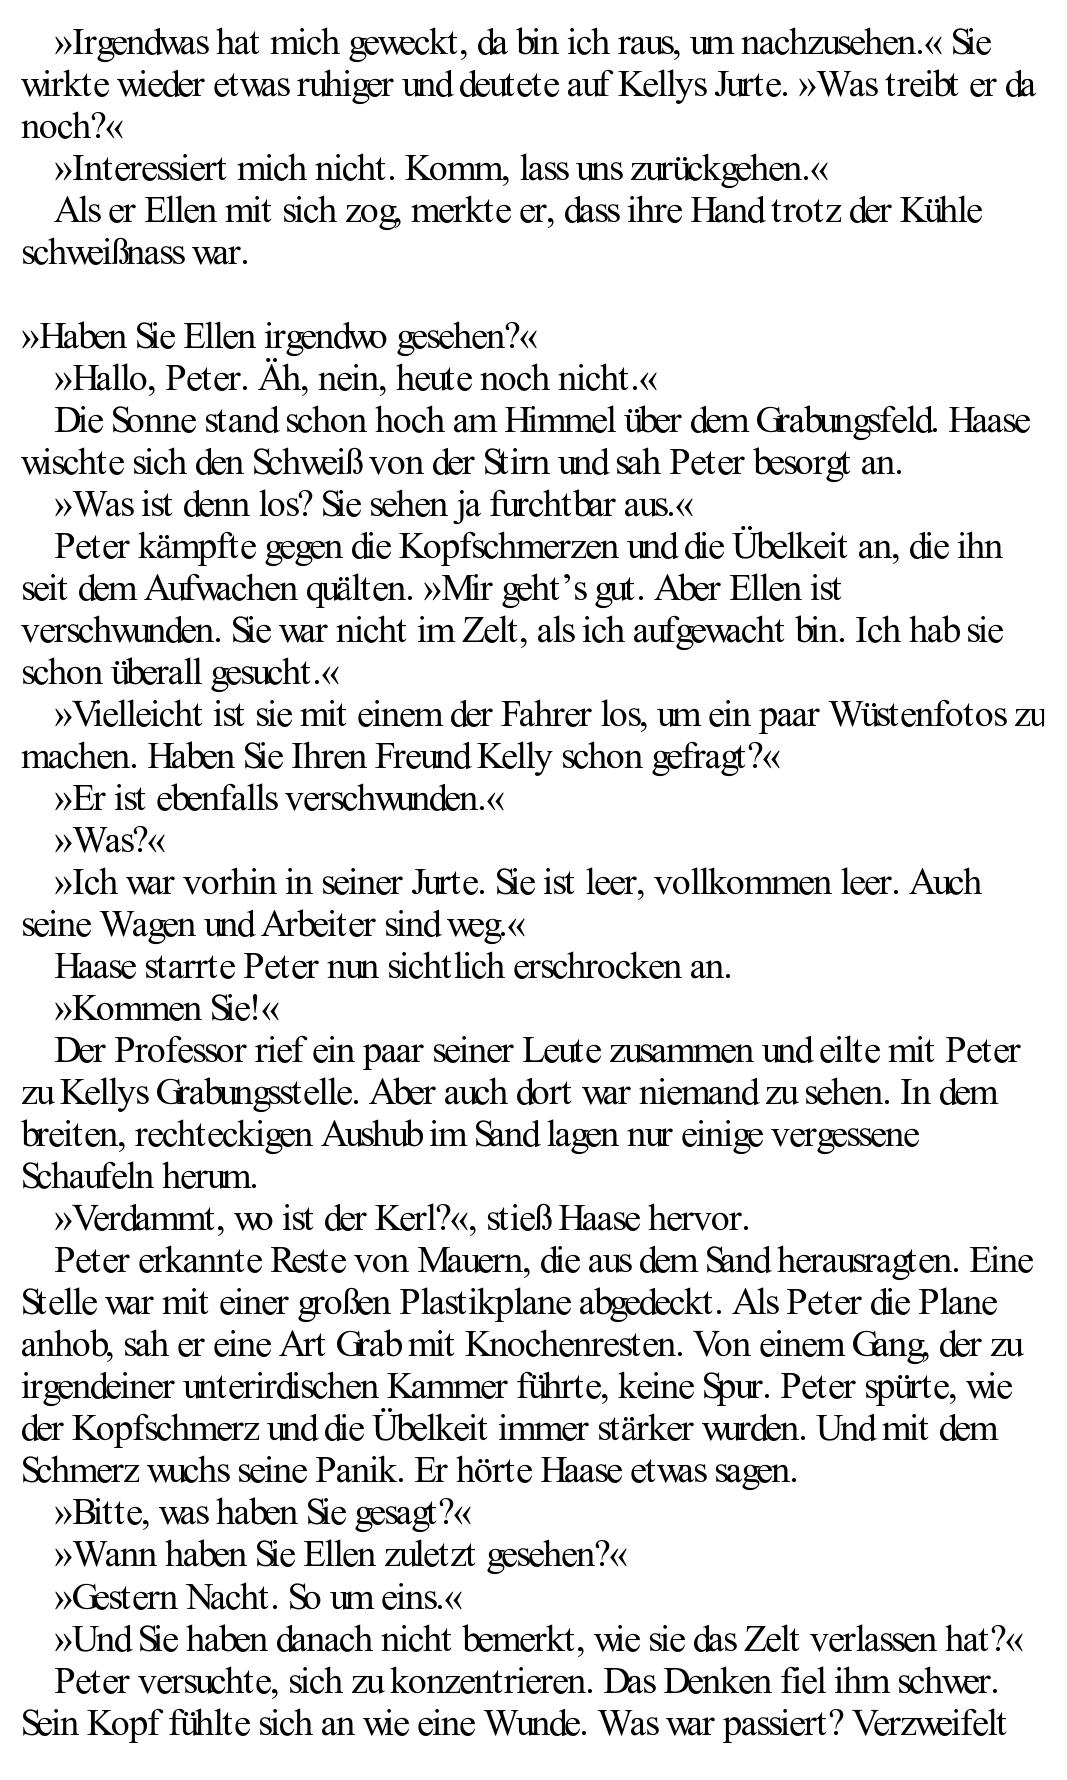 »Irgendwas hat mich geweckt, da bin ich raus, um nachzusehen.« Sie
wirkte wieder etwas ruhiger und deutete auf Kellys Jurte. »Was treibt er da
noch?«
»Interessiert mich nicht. Komm, lass uns zurückgehen.«
Als er Ellen mit sich zog, merkte er, dass ihre Hand trotz der Kühle
schweißnass war.
»Haben Sie Ellen irgendwo gesehen?«
»Hallo, Peter. Äh, nein, heute noch nicht.«
Die Sonne stand schon hoch am Himmel über dem Grabungsfeld. Haase
wischte sich den Schweiß von der Stirn und sah Peter besorgt an.
»Was ist denn los? Sie sehen ja furchtbar aus.«
Peter kämpfte gegen die Kopfschmerzen und die Übelkeit an, die ihn
seit dem Aufwachen quälten. »Mir geht’s gut. Aber Ellen ist
verschwunden. Sie war nicht im Zelt, als ich aufgewacht bin. Ich hab sie
schon überall gesucht.«
»Vielleicht ist sie mit einem der Fahrer los, um ein paar Wüstenfotos zu
machen. Haben Sie Ihren Freund Kelly schon gefragt?«
»Er ist ebenfalls verschwunden.«
»Was?«
»Ich war vorhin in seiner Jurte. Sie ist leer, vollkommen leer. Auch
seine Wagen und Arbeiter sind weg.«
Haase starrte Peter nun sichtlich erschrocken an.
»Kommen Sie!«
Der Professor rief ein paar seiner Leute zusammen und eilte mit Peter
zu Kellys Grabungsstelle. Aber auch dort war niemand zu sehen. In dem
breiten, rechteckigen Aushub im Sand lagen nur einige vergessene
Schaufeln herum.
»Verdammt, wo ist der Kerl?«, stieß Haase hervor.
Peter erkannte Reste von Mauern, die aus dem Sand herausragten. Eine
Stelle war mit einer großen Plastikplane abgedeckt. Als Peter die Plane
anhob, sah er eine Art Grab mit Knochenresten. Von einem Gang, der zu
irgendeiner unterirdischen Kammer führte, keine Spur. Peter spürte, wie
der Kopfschmerz und die Übelkeit immer stärker wurden. Und mit dem
Schmerz wuchs seine Panik. Er hörte Haase etwas sagen.
»Bitte, was haben Sie gesagt?«
»Wann haben Sie Ellen zuletzt gesehen?«
»Gestern Nacht. So um eins.«
»Und Sie haben danach nicht bemerkt, wie sie das Zelt verlassen hat?«
Peter versuchte, sich zu konzentrieren. Das Denken fiel ihm schwer.
Sein Kopf fühlte sich an wie eine Wunde. Was war passiert? Verzweifelt